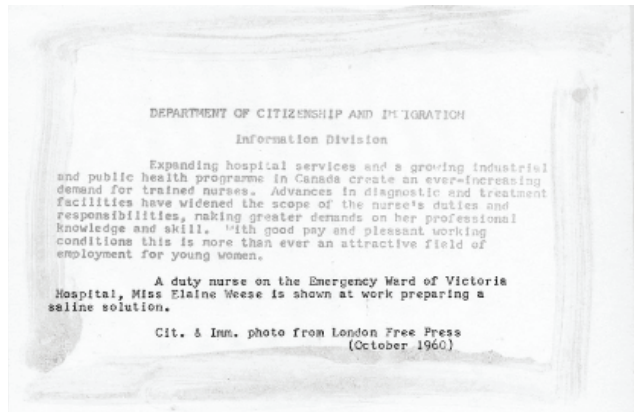 DEPARTMENT OF CITIZENSHIP AND IMMIGRATION
Information Division
Expanding hospital services and a growing industrial
and public health programme in Canada create an ever-increasing
demand for trained nurses. Advances in diagnostic and treatment
facilities have widened the scope of the nurse's duties and
responsibilities, making greater demands on her professional
knowledge and skill. With good pay and pleasant working
conditions this is more than ever an attractive field of
employment for young women.
A duty nurse on the Emergency Ward of Victoria
Hospital, Miss Elaine Weese is shown at work preparing a
saline solution.
Cit. & Imm. photo from London Free Press
(October 1960)